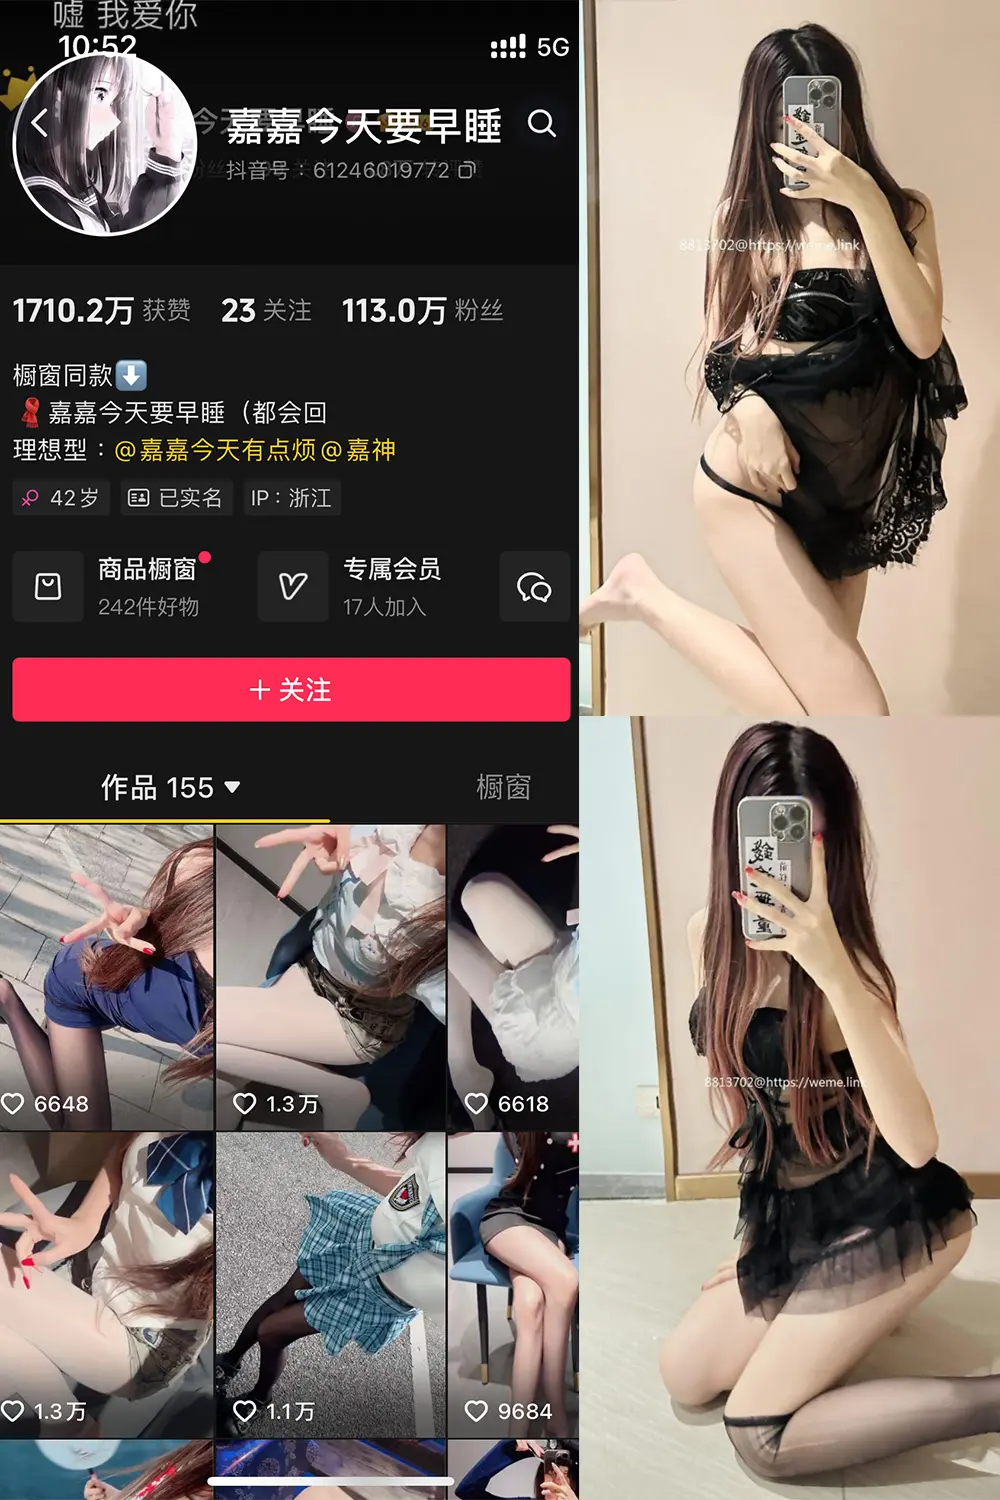 嘘 我爱你
10:52
5G
嘉嘉今天要早睡
抖音号：61246019772
1710.2万 获赞 23 关注 113.0万 粉丝
橱窗同款⬇️
🧣嘉嘉今天要早睡（都会回
理想型：@嘉嘉今天有点烦@嘉神
42岁 已实名 IP：浙江
商品橱窗 专属会员
242件好物 17人加入
＋关注
作品 155 ▼ 橱窗
6648 1.3万 6618
1.3万 1.1万 9684
8813702@https://weme.link
8813702@https://weme.link